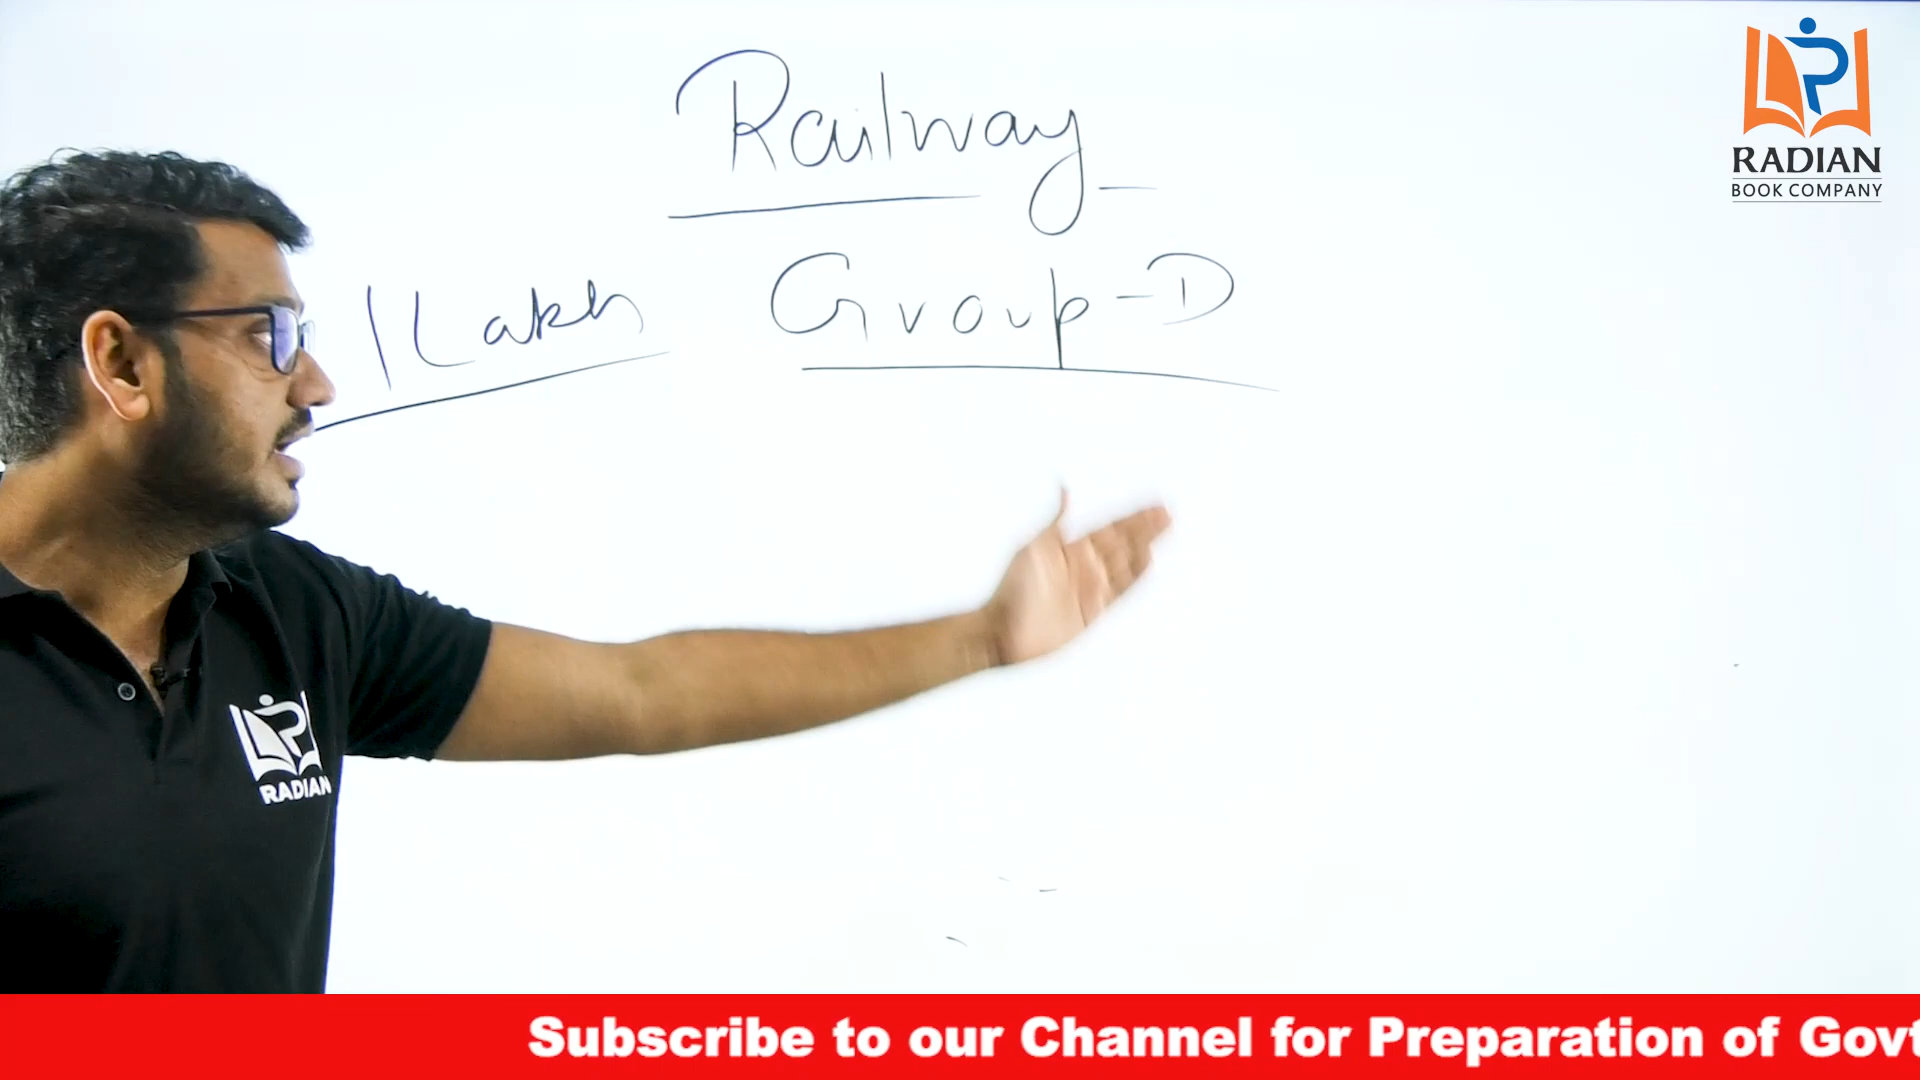 Railway
1 Lakh Group-D
RADIAN
BOOK COMPANY
RADIAN
Subscribe to our Channel for Preparation of Govt